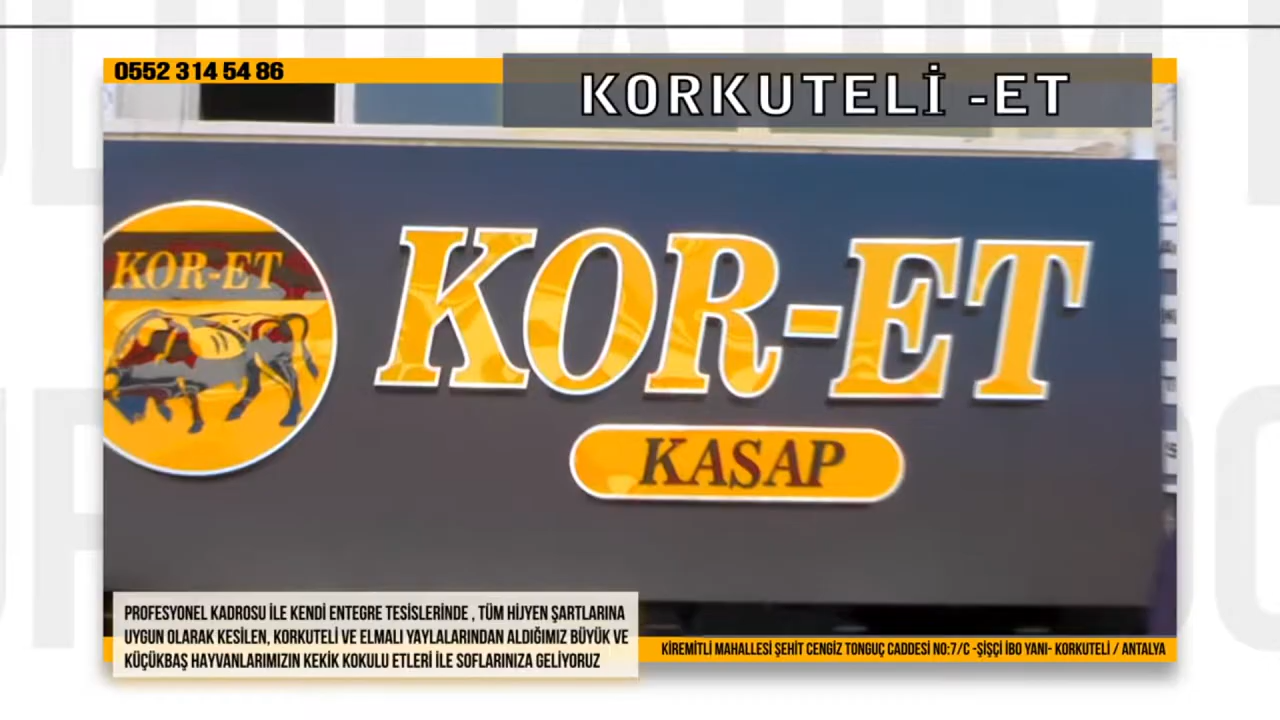 0552 314 54 86
KORKUTELİ -ET
KOR-ET
KOR-ET
KASAP
PROFESYONEL KADROSU İLE KENDİ ENTEGRE TESİSLERİNDE , TÜM HİJYEN ŞARTLARINA
UYGUN OLARAK KESİLEN, KORKUTELİ VE ELMALI YAYLALARINDAN ALDIĞIMIZ BÜYÜK VE
KÜÇÜKBAŞ HAYVANLARIMIZIN KEKİK KOKULU ETLERİ İLE SOFLARINIZA GELİYORUZ
KİREMİTLİ MAHALLESİ ŞEHİT CENGİZ TONGUÇ CADDESİ NO:7/C -ŞİŞÇİ İBO YANI- KORKUTELİ / ANTALYA